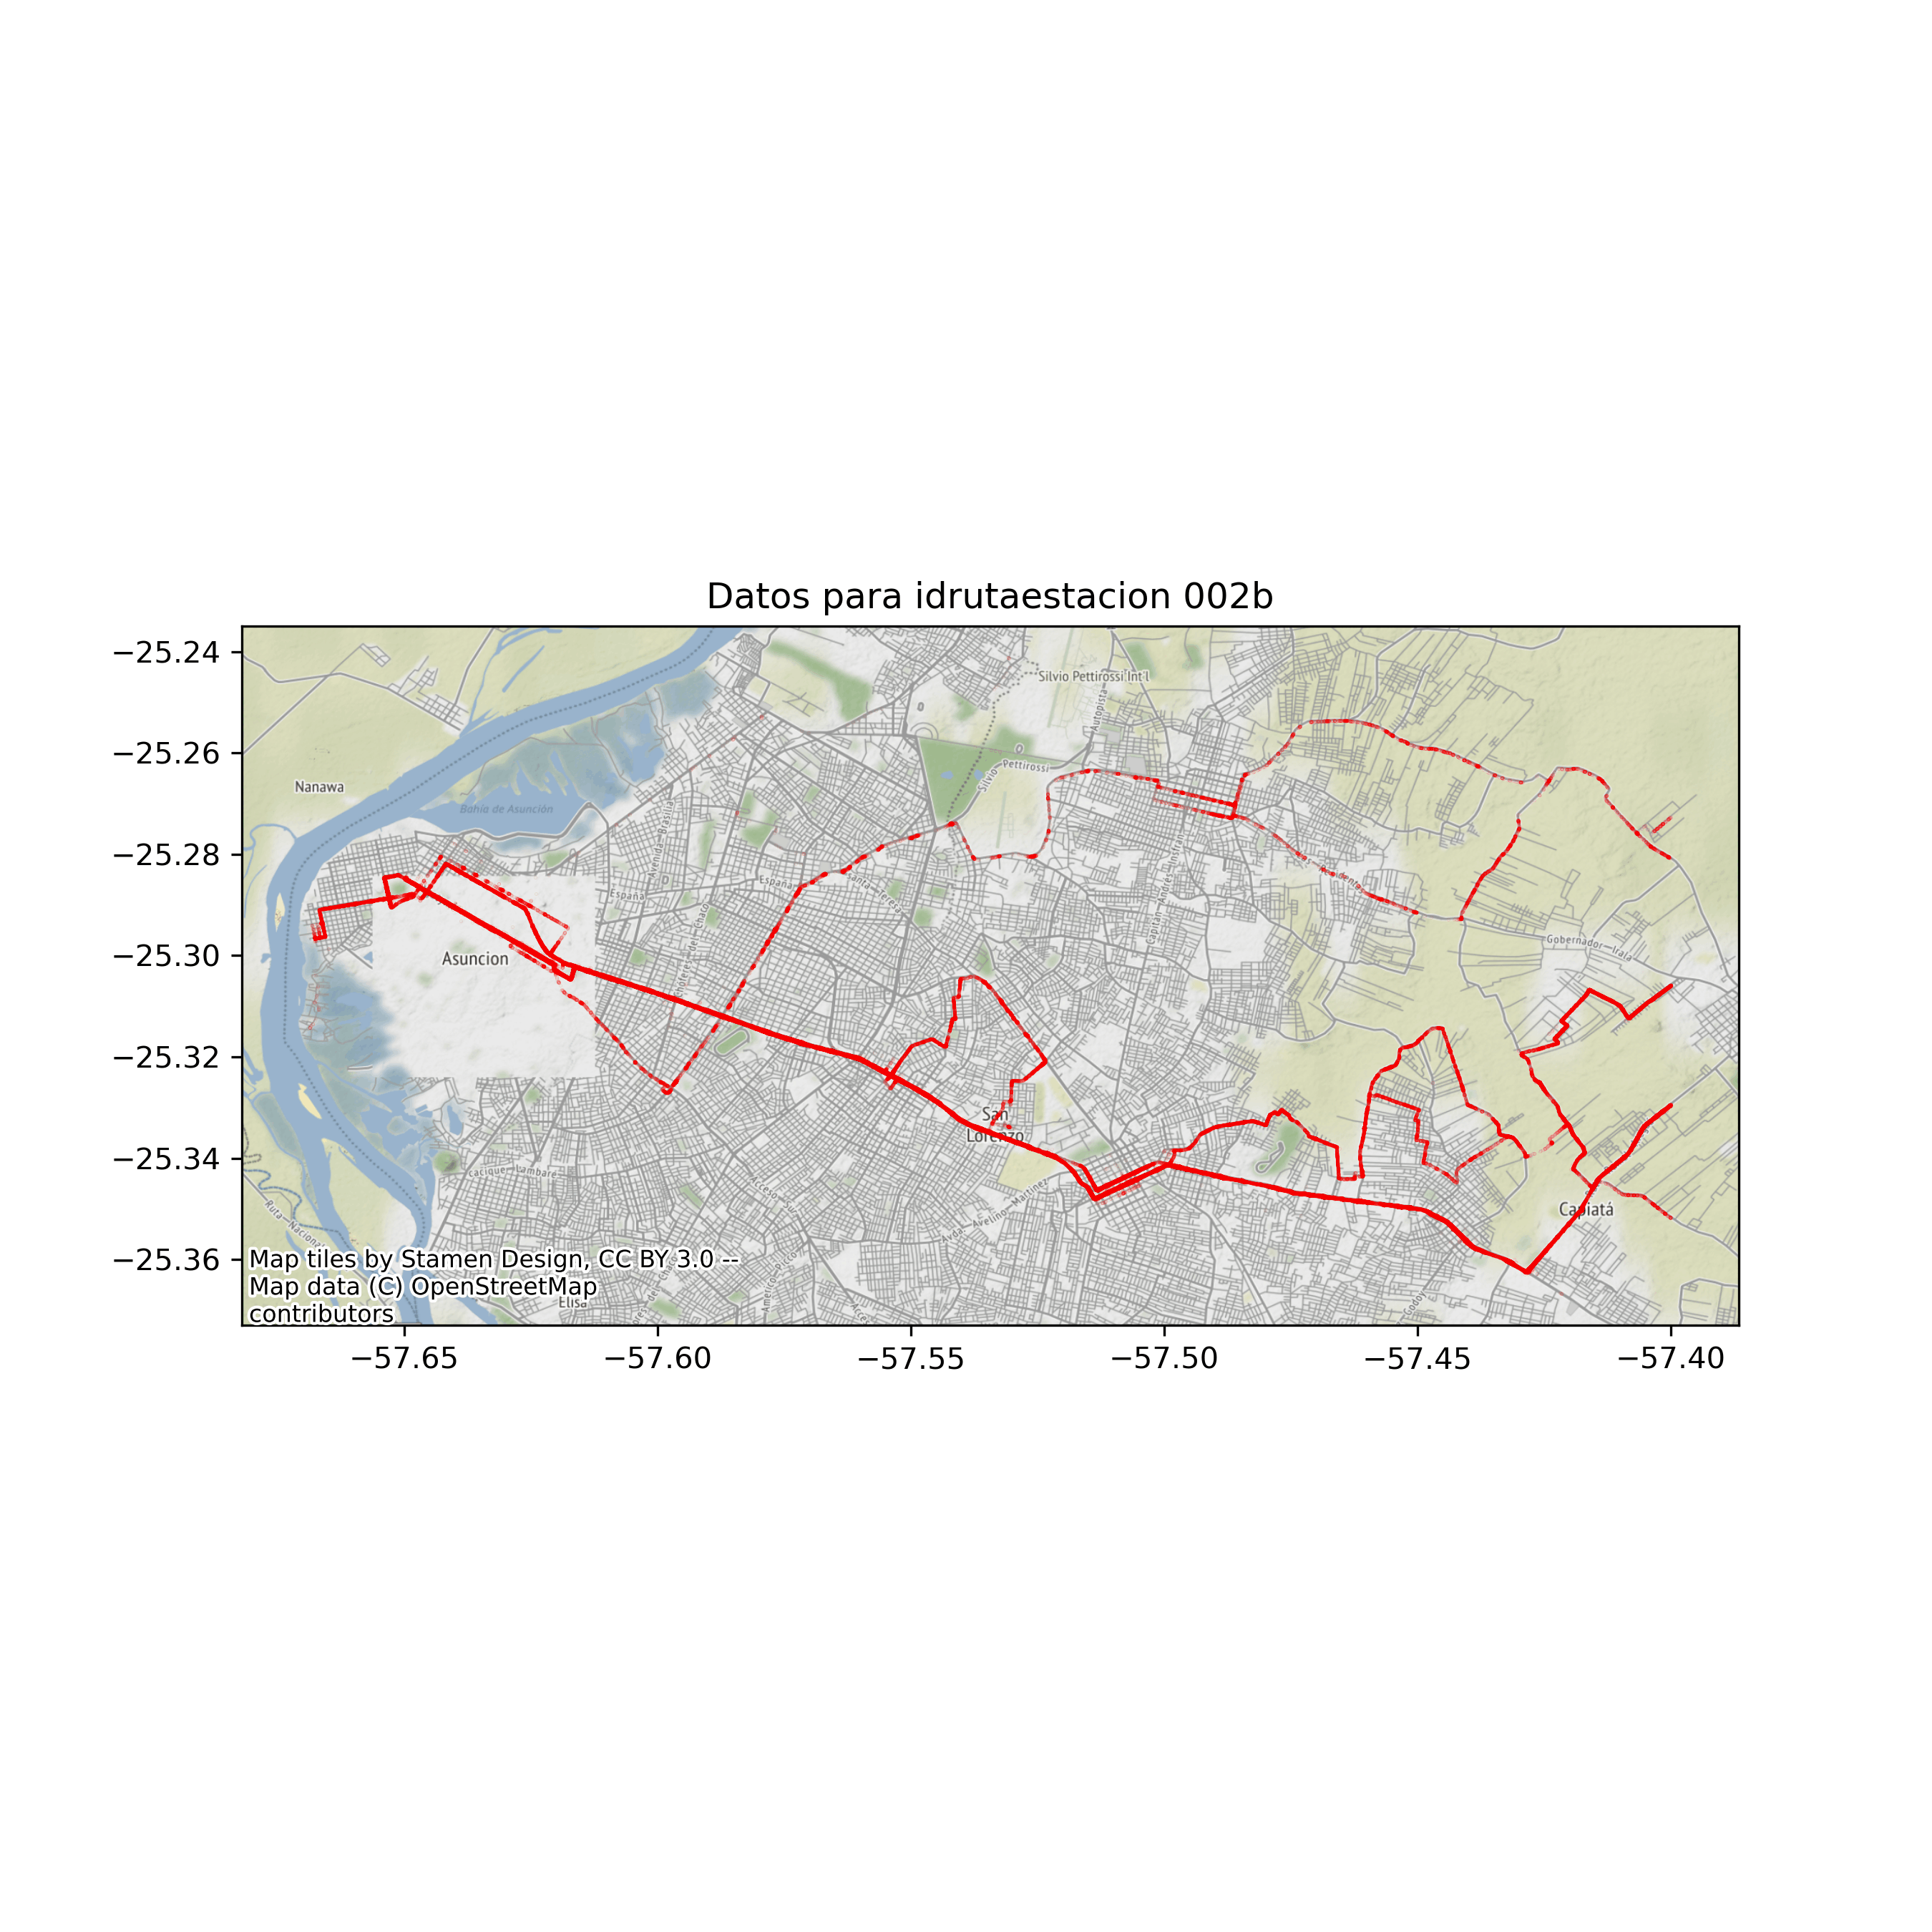 Datos para idrutaestacion 002b
−25.24
−25.26
−25.28
−25.30
−25.32
−25.34
−25.36
−57.65
−57.60
−57.55
−57.50
−57.45
−57.40
Silvio Pettirossi Int'l
Autopista
Silvio Pettirossi
Nanawa
Bahía de Asunción
Avenida Brasilia
España
España
Santa Teresa
Choferes del Chaco
Capitán Andrés Insfrán
Gobernador Irala
Asuncion
San
Lorenzo
Cacique Lambaré
Acceso Sur
Avda. Avelino Martínez
Capiatá
Ruta Nacional
Elisa
Godoy
Map tiles by Stamen Design, CC BY 3.0 --
Map data (C) OpenStreetMap
contributors